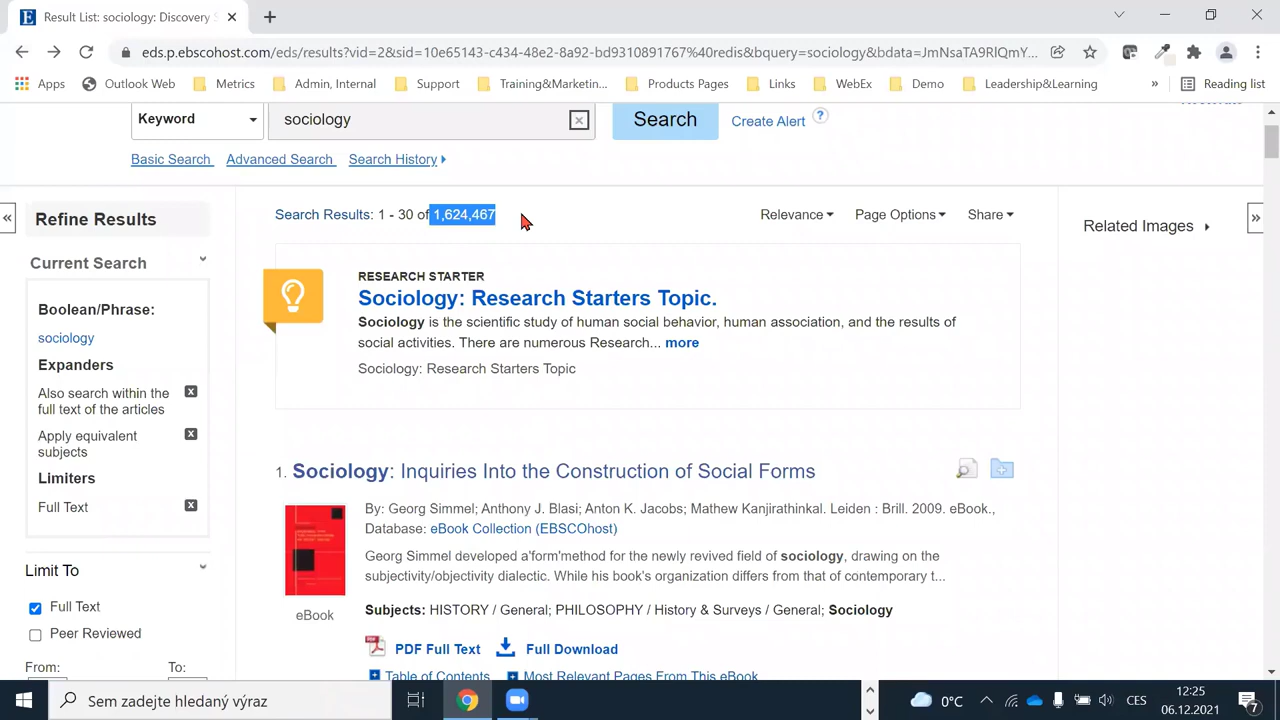 Result List: sociology: Discovery S
eds.p.ebscohost.com/eds/results?vid=2&sid=10e65143-c434-48e2-8a92-bd9310891767%40redis&bquery=sociology&bdata=JmNsaTA9RlQmY...
Apps Outlook Web Metrics Admin, Internal Support Training&Marketin... Products Pages Links WebEx Demo Leadership&Learning » Reading list
Keyword sociology Search Create Alert ?
Basic Search Advanced Search Search History
« Refine Results
Search Results: 1 - 30 of 1,624,467 Relevance Page Options Share
Related Images »
Current Search
Boolean/Phrase:
sociology
Expanders
Also search within the
full text of the articles
Apply equivalent
subjects
Limiters
Full Text
Limit To
Full Text
Peer Reviewed
From: To:
RESEARCH STARTER
Sociology: Research Starters Topic.
Sociology is the scientific study of human social behavior, human association, and the results of
social activities. There are numerous Research... more
Sociology: Research Starters Topic
1. Sociology: Inquiries Into the Construction of Social Forms
eBook
By: Georg Simmel; Anthony J. Blasi; Anton K. Jacobs; Mathew Kanjirathinkal. Leiden : Brill. 2009. eBook.,
Database: eBook Collection (EBSCOhost)
Georg Simmel developed a'form'method for the newly revived field of sociology, drawing on the
subjectivity/objectivity dialectic. While his book's organization differs from that of contemporary t...
Subjects: HISTORY / General; PHILOSOPHY / History & Surveys / General; Sociology
PDF Full Text Full Download
Table of Contents Most Relevant Pages From This eBook
Sem zadejte hledaný výraz
0°C CES 12:25
06.12.2021 7